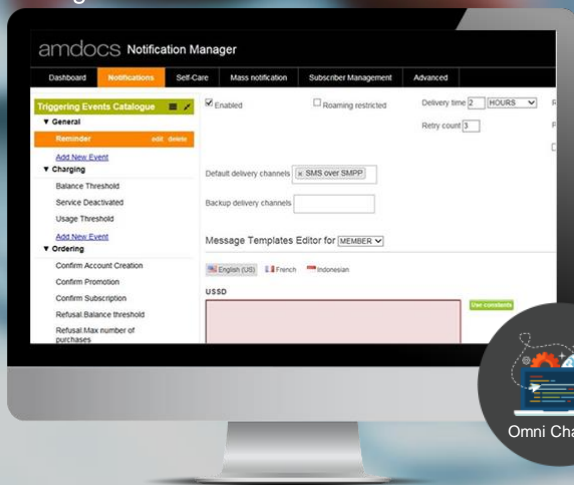 amdocs Notification Manager
Dashboard Notifications Self-Care Mass notification Subscriber Management Advanced
Triggering Events Catalogue
Enabled Roaming restricted Delivery time 2 HOURS
▼ General
Retry count 3
Reminder edit delete
Add New Event
▼ Charging
Default delivery channels × SMS over SMPP
Balance Threshold
Service Deactivated
Backup delivery channels
Usage Threshold
Add New Event
Message Templates Editor for MEMBER
▼ Ordering
Confirm Account Creation
English (US) French Indonesian
Confirm Promotion
USSD
Confirm Subscription
Use constants
Refusal:Balance threshold
Refusal:Max number of
purchases
Omni Cha